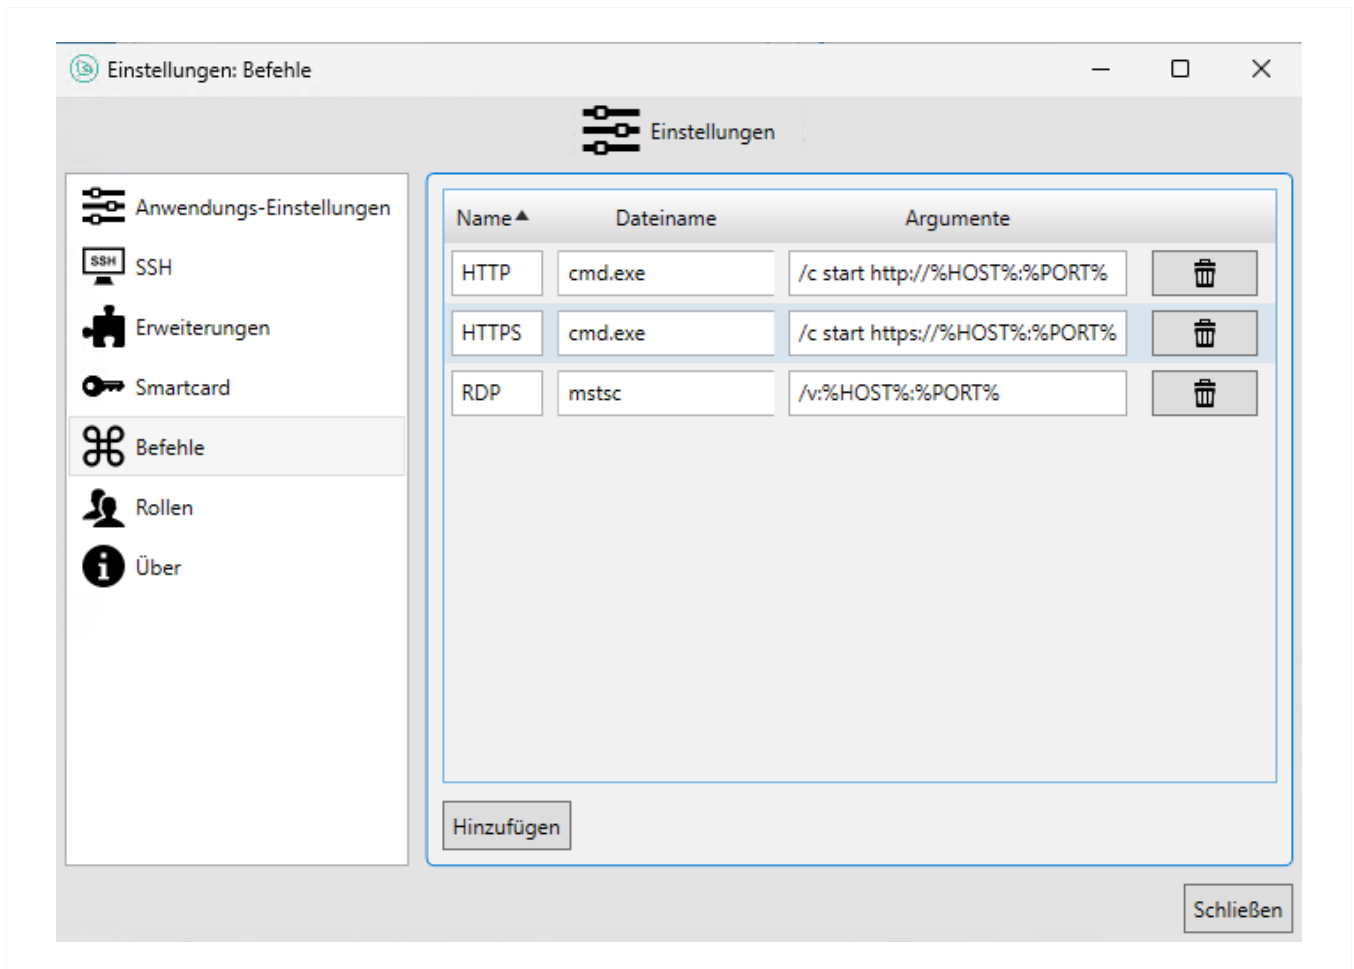 Einstellungen: Befehle
Einstellungen
Anwendungs-Einstellungen
SSH
SSH
Erweiterungen
Smartcard
Befehle
Rollen
Über
Name Dateiname Argumente
HTTP cmd.exe /c start http://%HOST%:%PORT%
HTTPS cmd.exe /c start https://%HOST%:%PORT%
RDP mstsc /v:%HOST%:%PORT%
Hinzufügen
Schließen